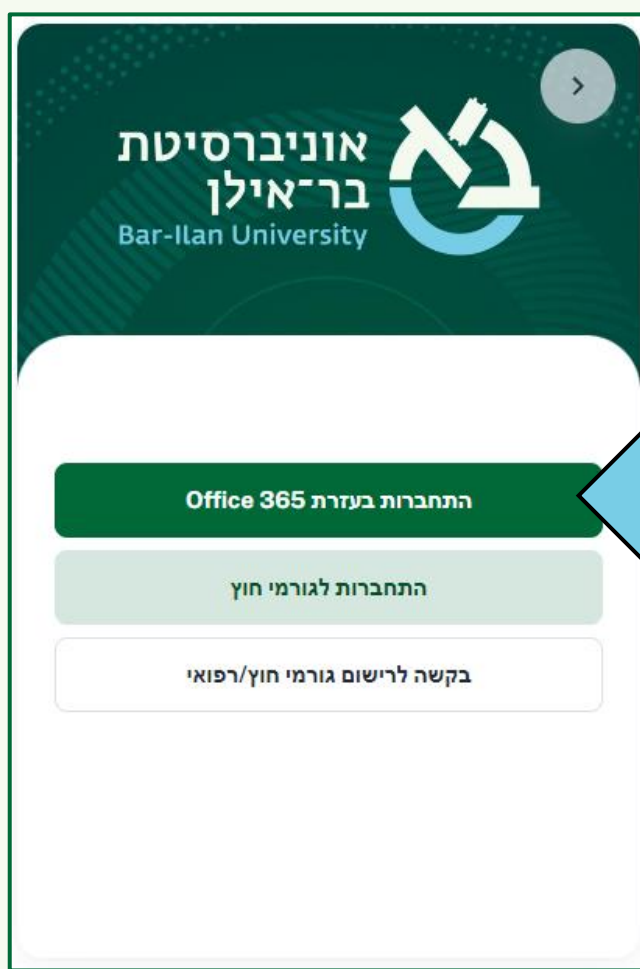 אוניברסיטת
בר־אילן
Bar-Ilan University
התחברות בעזרת Office 365
התחברות לגורמי חוץ
בקשה לרישום גורמי חוץ/רפואי